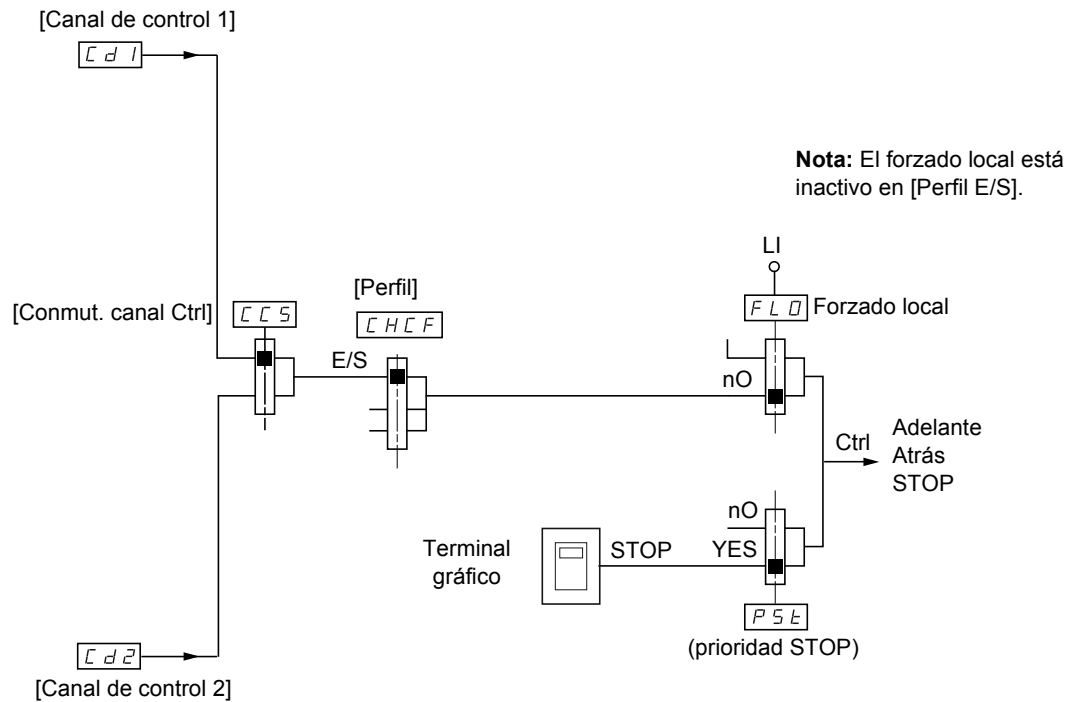 [Canal de control 1]
Cd1
Nota: El forzado local está
inactivo en [Perfil E/S].
LI
[Perfil]
[Conmut. canal Ctrl]
CCS
CHCF
FLO
Forzado local
E/S
nO
Ctrl
Adelante
Atrás
STOP
nO
Terminal
gráfico
STOP
YES
PSt
(prioridad STOP)
Cd2
[Canal de control 2]